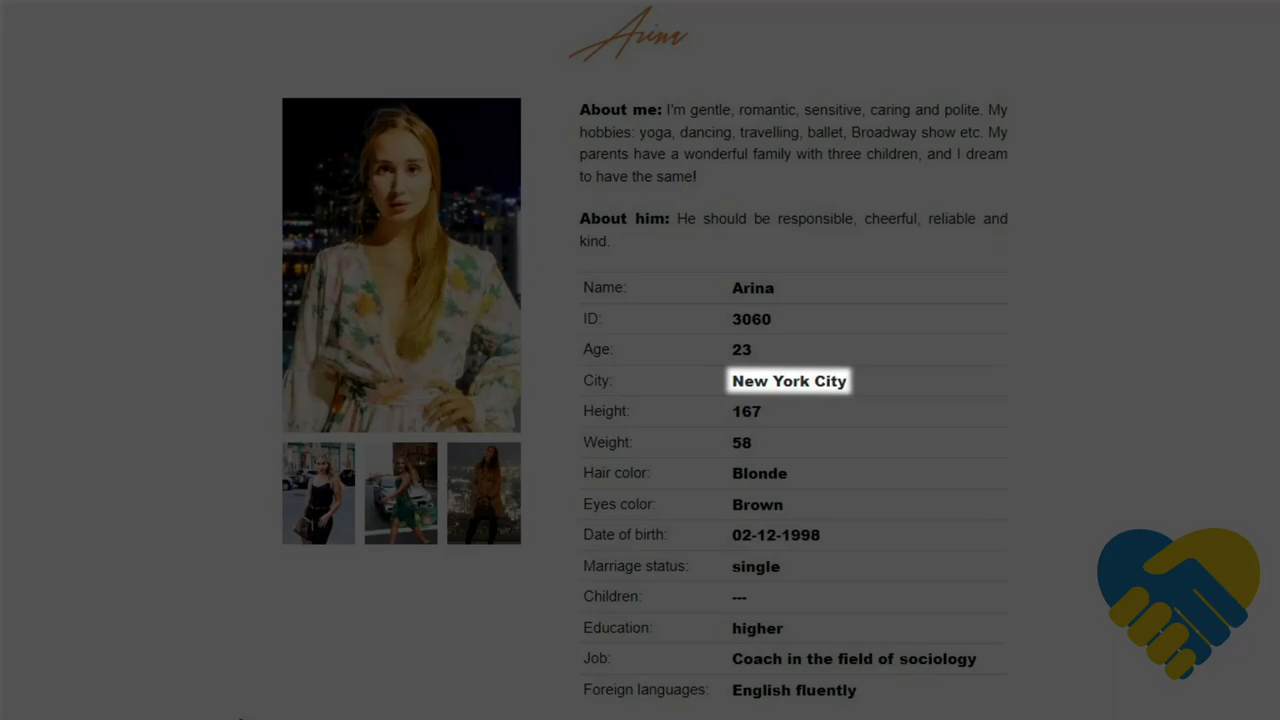 Arina
About me: I'm gentle, romantic, sensitive, caring and polite. My
hobbies: yoga, dancing, travelling, ballet, Broadway show etc. My
parents have a wonderful family with three children, and I dream
to have the same!
About him: He should be responsible, cheerful, reliable and
kind.
Name: Arina
ID: 3060
Age: 23
City: New York City
Height: 167
Weight: 58
Hair color: Blonde
Eyes color: Brown
Date of birth: 02-12-1998
Marriage status: single
Children: ---
Education: higher
Job: Coach in the field of sociology
Foreign languages: English fluently